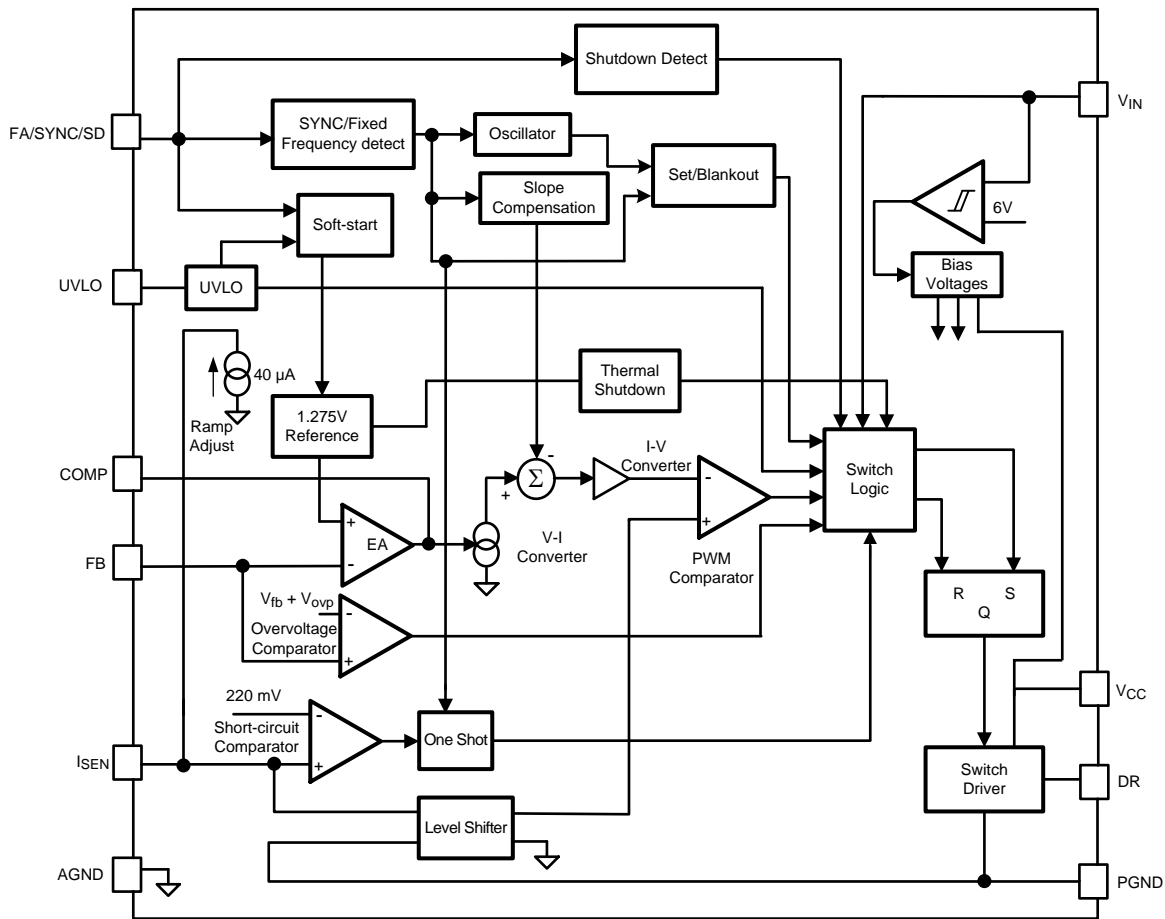 Shutdown Detect
V_IN
FA/SYNC/SD
SYNC/Fixed
Frequency detect
Oscillator
Set/Blankout
Slope
Compensation
6V
Soft-start
UVLO
UVLO
Bias
Voltages
40 µA
Ramp
Adjust
Thermal
Shutdown
1.275V
Reference
COMP
-
Σ
+
I-V
Converter
-
+
Switch
Logic
+
EA
-
V-I
Converter
PWM
Comparator
FB
V_fb + V_ovp
-
Overvoltage
Comparator
+
R
S
Q
220 mV
-
Short-circuit
Comparator
+
One Shot
V_CC
I_SEN
Switch
Driver
DR
Level Shifter
AGND
PGND